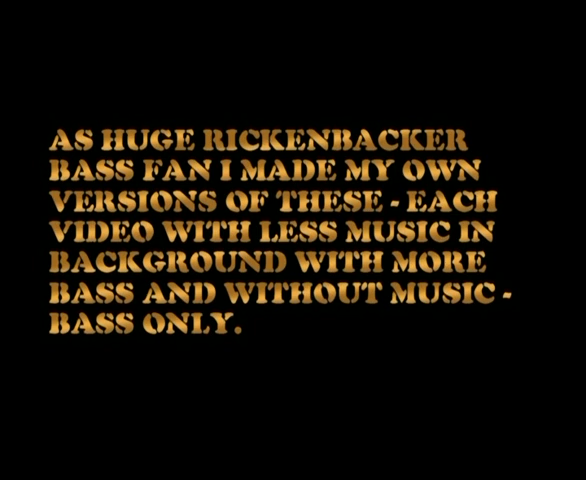 AS HUGE RICKENBACKER
BASS FAN I MADE MY OWN
VERSIONS OF THESE - EACH
VIDEO WITH LESS MUSIC IN
BACKGROUND WITH MORE
BASS AND WITHOUT MUSIC -
BASS ONLY.